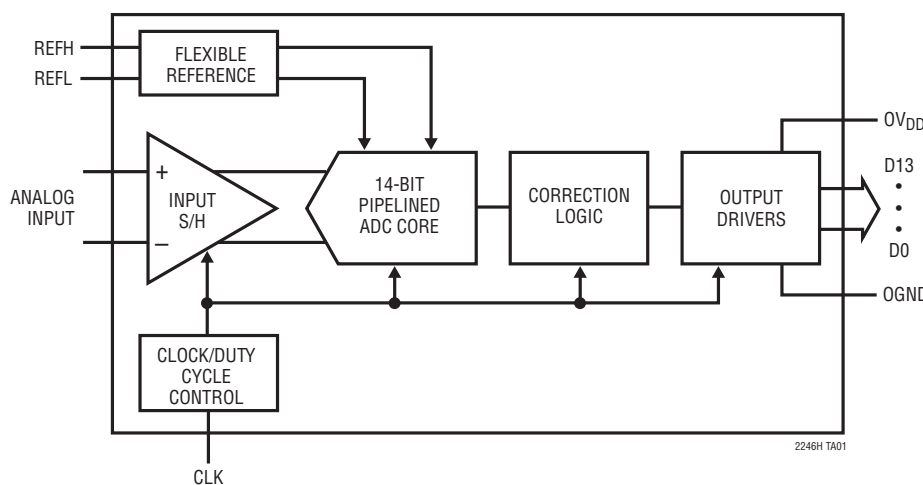 REFH
REFL
FLEXIBLE
REFERENCE
OVDD
ANALOG
INPUT
+
–
INPUT
S/H
14-BIT
PIPELINED
ADC CORE
CORRECTION
LOGIC
OUTPUT
DRIVERS
D13
•
•
•
D0
OGND
CLOCK/DUTY
CYCLE
CONTROL
CLK
2246H TA01